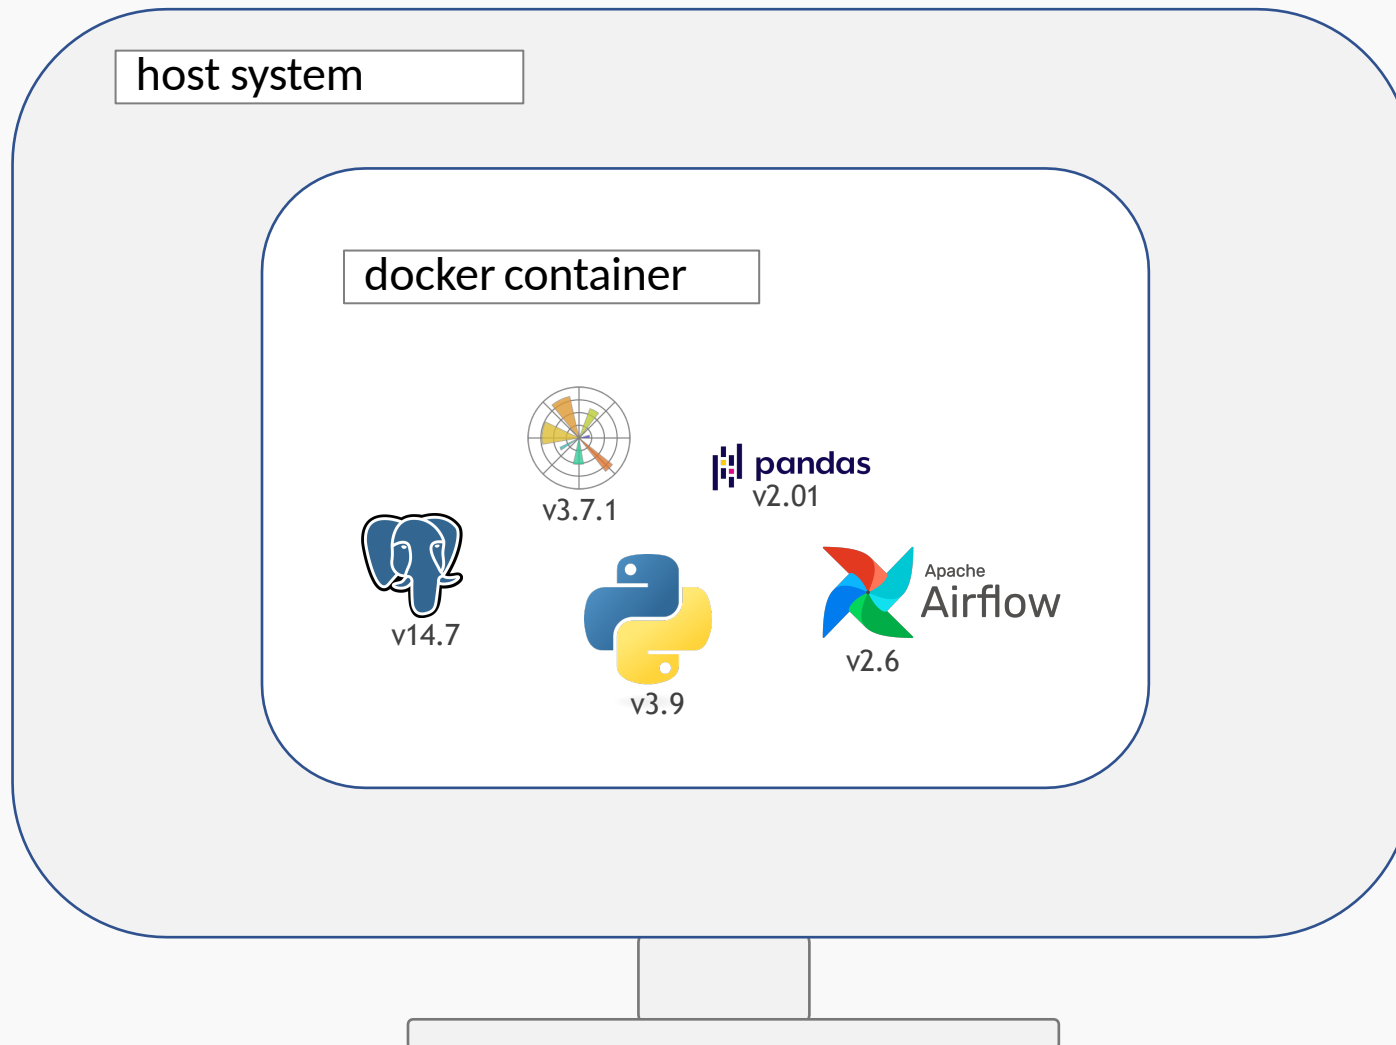 host system
docker container
v3.7.1
pandas
v2.01
v14.7
v3.9
Apache
Airflow
v2.6